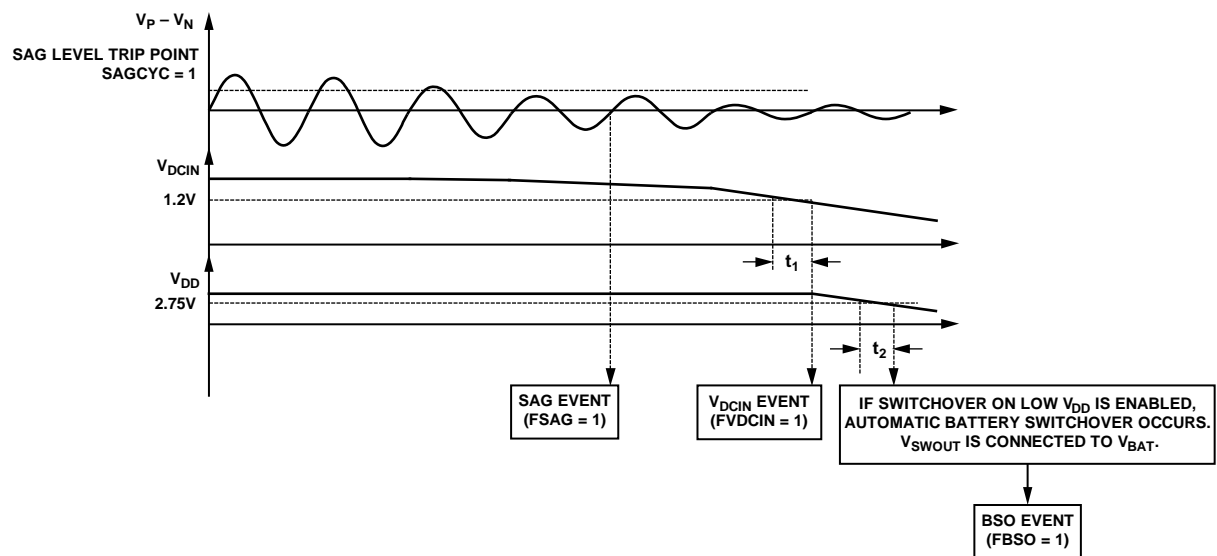 VP – VN
SAG LEVEL TRIP POINT
SAGCYC = 1
VDCIN
1.2V
t1
VDD
2.75V
t2
SAG EVENT
(FSAG = 1)
VDCIN EVENT
(FVDCIN = 1)
IF SWITCHOVER ON LOW VDD IS ENABLED,
AUTOMATIC BATTERY SWITCHOVER OCCURS.
VSWOUT IS CONNECTED TO VBAT.
BSO EVENT
(FBSO = 1)